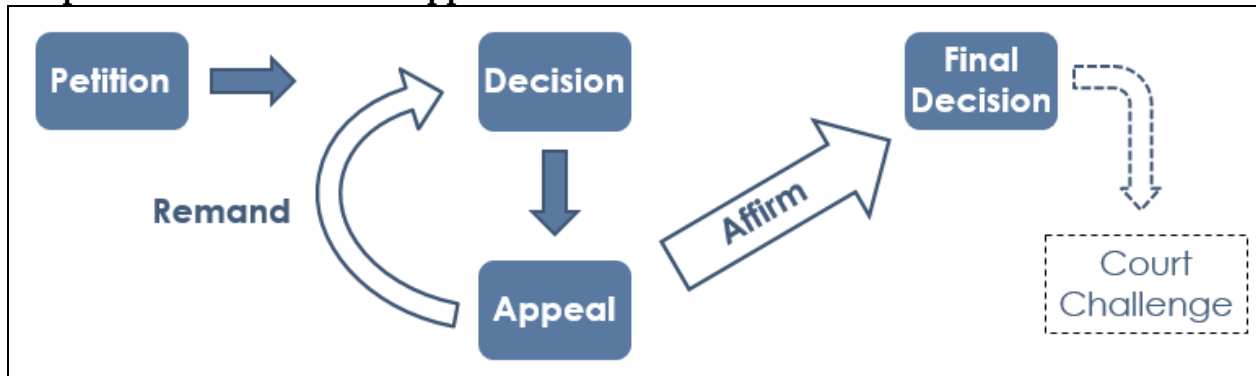 Petition
Decision
Final
Decision
Remand
Affirm
Appeal
Court
Challenge